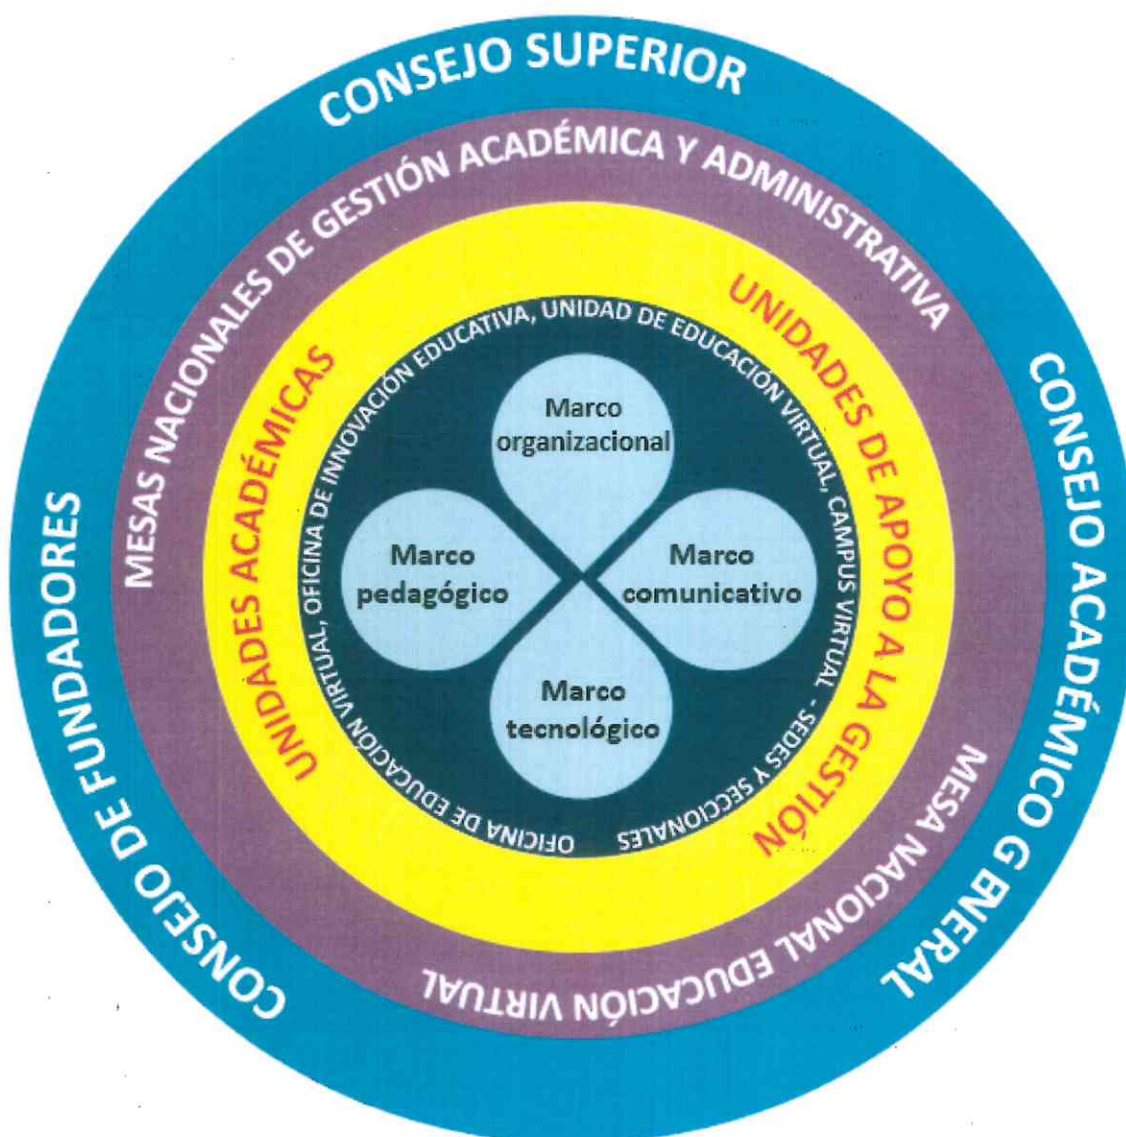 CONSEJO SUPERIOR
CONSEJO ACADÉMICO G ENERAL
CONSEJO DE FUNDADORES
MESAS NACIONALES DE GESTIÓN ACADÉMICA Y ADMINISTRATIVA
MESA NACIONAL EDUCACIÓN VIRTUAL
UNIDADES ACADÉMICAS
UNIDADES DE APOYO A LA GESTIÓN
OFICINA DE EDUCACIÓN VIRTUAL, OFICINA DE INNOVACIÓN EDUCATIVA, UNIDAD DE EDUCACIÓN VIRTUAL, CAMPUS VIRTUAL - SEDES Y SECCIONALES
Marco
organizacional
Marco
pedagógico
Marco
comunicativo
Marco
tecnológico